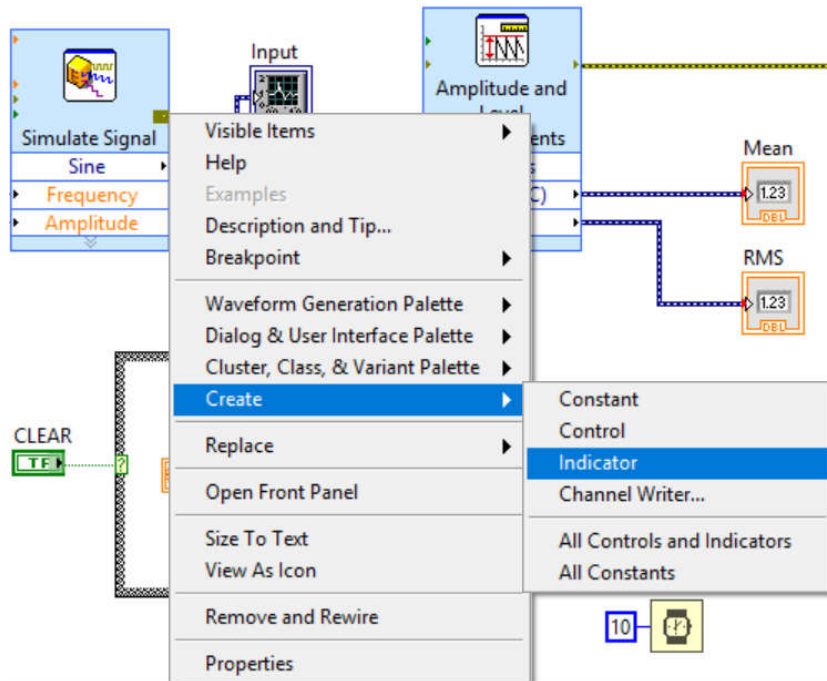 Input
Amplitude and
Simulate Signal
ents
Sine
Frequency
C)
Amplitude
Mean
1.23
DBL
RMS
1.23
DBL
CLEAR
TF
?
Visible Items
Help
Examples
Description and Tip...
Breakpoint
Waveform Generation Palette
Dialog & User Interface Palette
Cluster, Class, & Variant Palette
Create
Replace
Open Front Panel
Size To Text
View As Icon
Remove and Rewire
Properties
Constant
Control
Indicator
Channel Writer...
All Controls and Indicators
All Constants
10